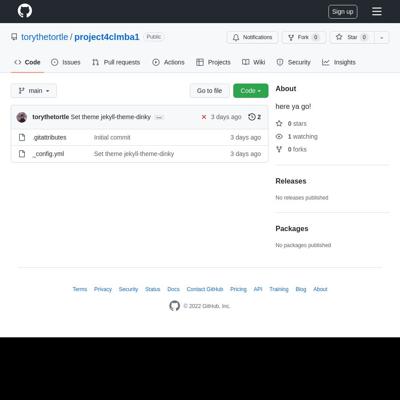 Sign up
torythetortle / project4clmba1 Public
Notifications Fork 0 Star 0
Code Issues Pull requests Actions Projects Wiki Security Insights
main Go to file Code
About
here ya go!
torythetortle Set theme jekyll-theme-dinky ... 3 days ago 2
0 stars
.gitattributes Initial commit 3 days ago
1 watching
_config.yml Set theme jekyll-theme-dinky 3 days ago
0 forks
Releases
No releases published
Packages
No packages published
Terms Privacy Security Status Docs Contact GitHub Pricing API Training Blog About
© 2022 GitHub, Inc.